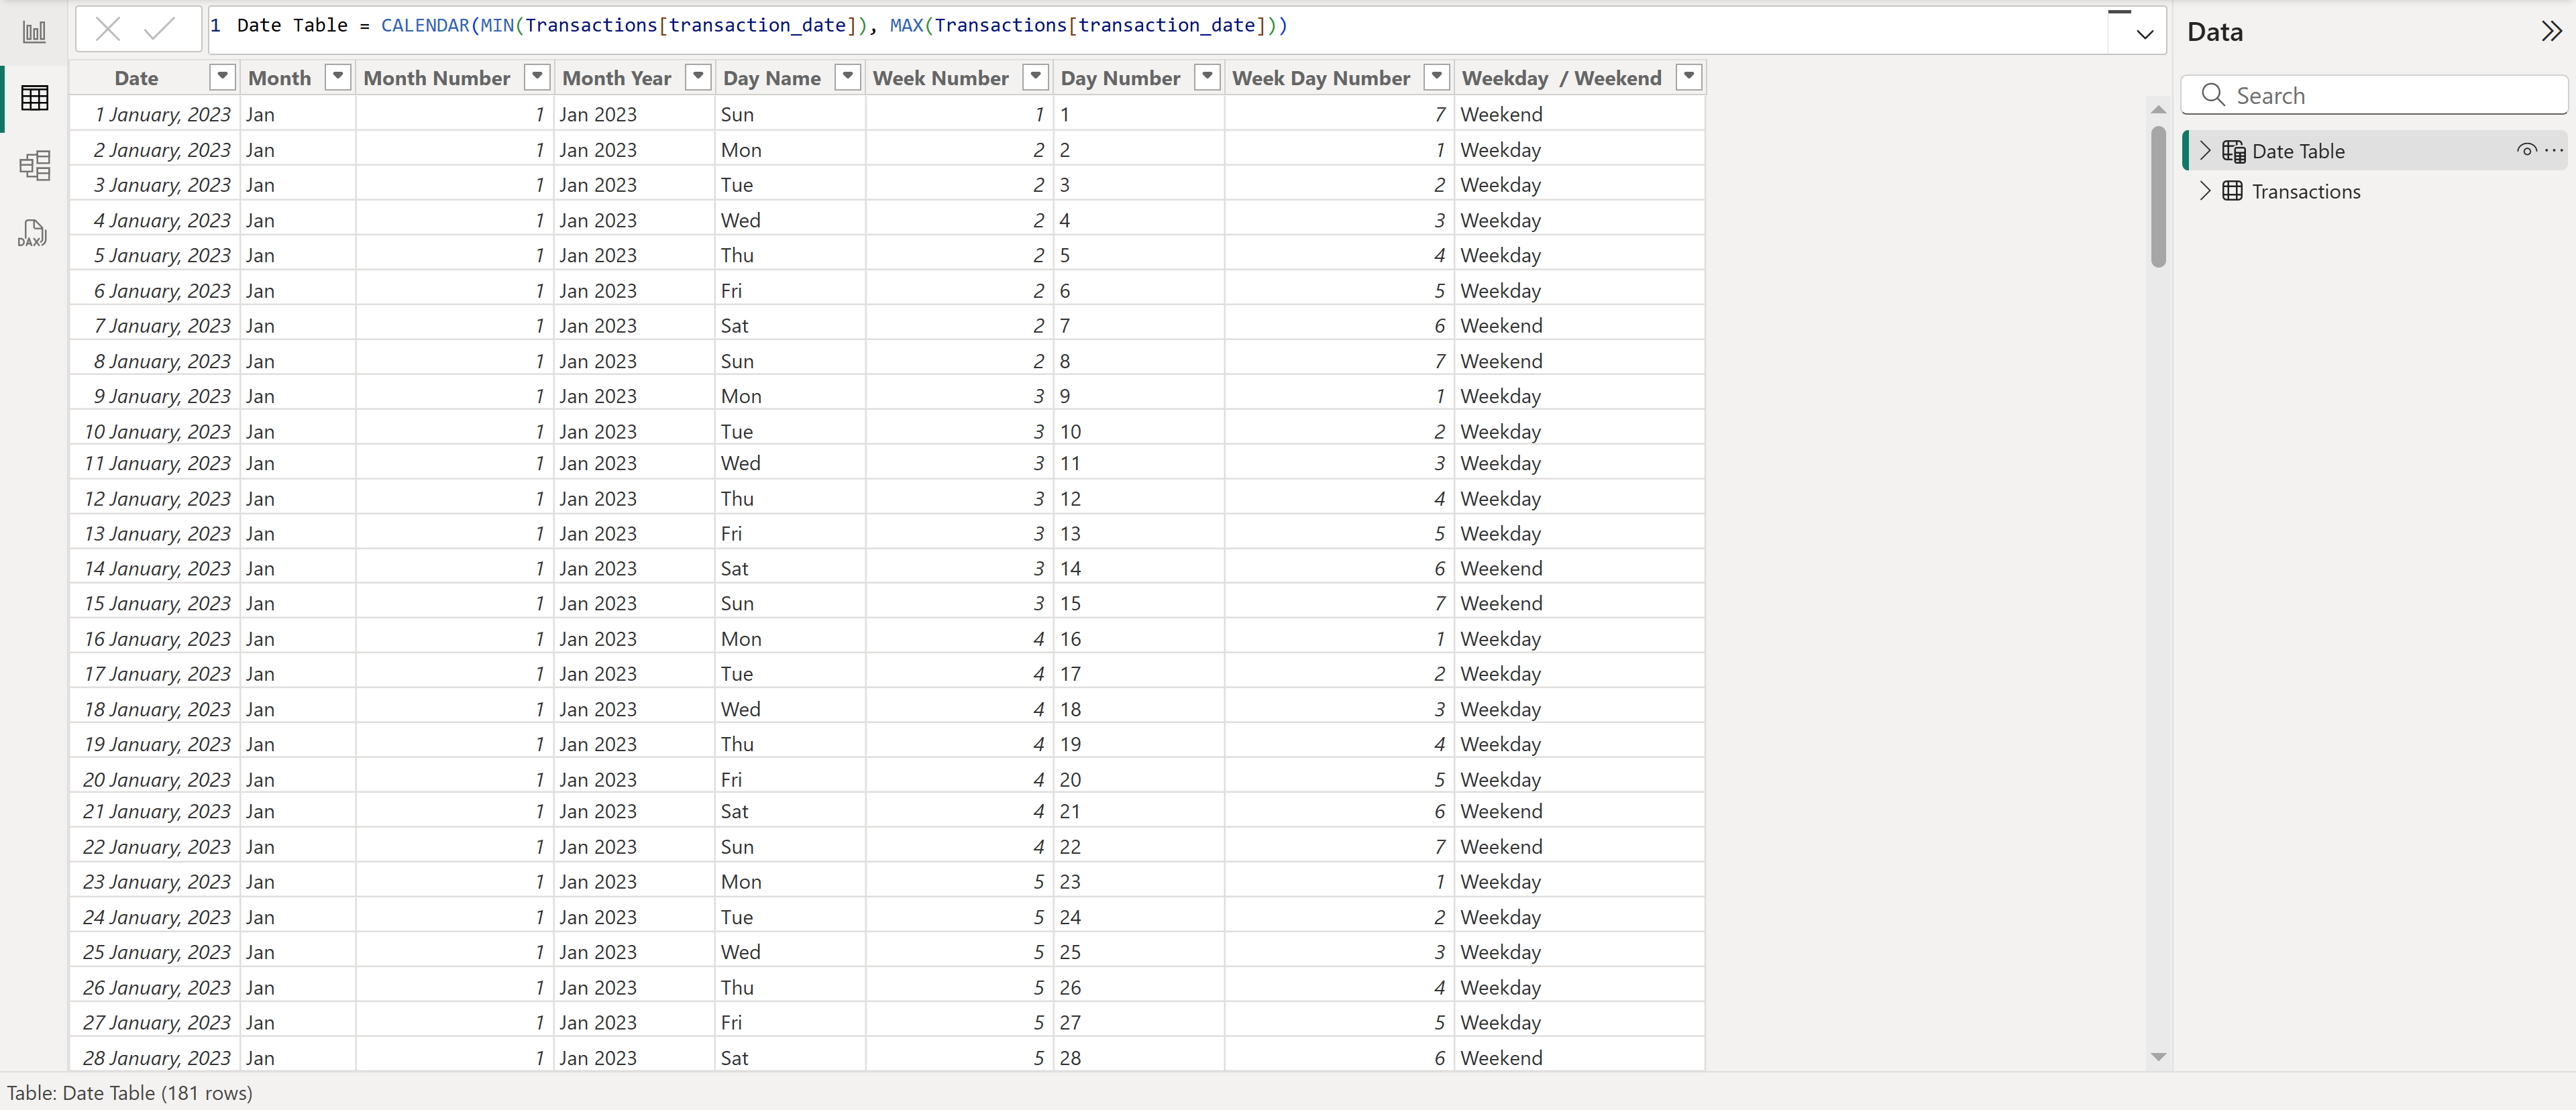 1 Date Table = CALENDAR(MIN(Transactions[transaction_date]), MAX(Transactions[transaction_date]))
Data
Search
Date Table
Transactions
DAX
Date Month Month Number Month Year Day Name Week Number Day Number Week Day Number Weekday / Weekend
1 January, 2023 Jan 1 Jan 2023 Sun 1 1 7 Weekend
2 January, 2023 Jan 1 Jan 2023 Mon 2 2 1 Weekday
3 January, 2023 Jan 1 Jan 2023 Tue 2 3 2 Weekday
4 January, 2023 Jan 1 Jan 2023 Wed 2 4 3 Weekday
5 January, 2023 Jan 1 Jan 2023 Thu 2 5 4 Weekday
6 January, 2023 Jan 1 Jan 2023 Fri 2 6 5 Weekday
7 January, 2023 Jan 1 Jan 2023 Sat 2 7 6 Weekend
8 January, 2023 Jan 1 Jan 2023 Sun 2 8 7 Weekend
9 January, 2023 Jan 1 Jan 2023 Mon 3 9 1 Weekday
10 January, 2023 Jan 1 Jan 2023 Tue 3 10 2 Weekday
11 January, 2023 Jan 1 Jan 2023 Wed 3 11 3 Weekday
12 January, 2023 Jan 1 Jan 2023 Thu 3 12 4 Weekday
13 January, 2023 Jan 1 Jan 2023 Fri 3 13 5 Weekday
14 January, 2023 Jan 1 Jan 2023 Sat 3 14 6 Weekend
15 January, 2023 Jan 1 Jan 2023 Sun 3 15 7 Weekend
16 January, 2023 Jan 1 Jan 2023 Mon 4 16 1 Weekday
17 January, 2023 Jan 1 Jan 2023 Tue 4 17 2 Weekday
18 January, 2023 Jan 1 Jan 2023 Wed 4 18 3 Weekday
19 January, 2023 Jan 1 Jan 2023 Thu 4 19 4 Weekday
20 January, 2023 Jan 1 Jan 2023 Fri 4 20 5 Weekday
21 January, 2023 Jan 1 Jan 2023 Sat 4 21 6 Weekend
22 January, 2023 Jan 1 Jan 2023 Sun 4 22 7 Weekend
23 January, 2023 Jan 1 Jan 2023 Mon 5 23 1 Weekday
24 January, 2023 Jan 1 Jan 2023 Tue 5 24 2 Weekday
25 January, 2023 Jan 1 Jan 2023 Wed 5 25 3 Weekday
26 January, 2023 Jan 1 Jan 2023 Thu 5 26 4 Weekday
27 January, 2023 Jan 1 Jan 2023 Fri 5 27 5 Weekday
28 January, 2023 Jan 1 Jan 2023 Sat 5 28 6 Weekend
Table: Date Table (181 rows)